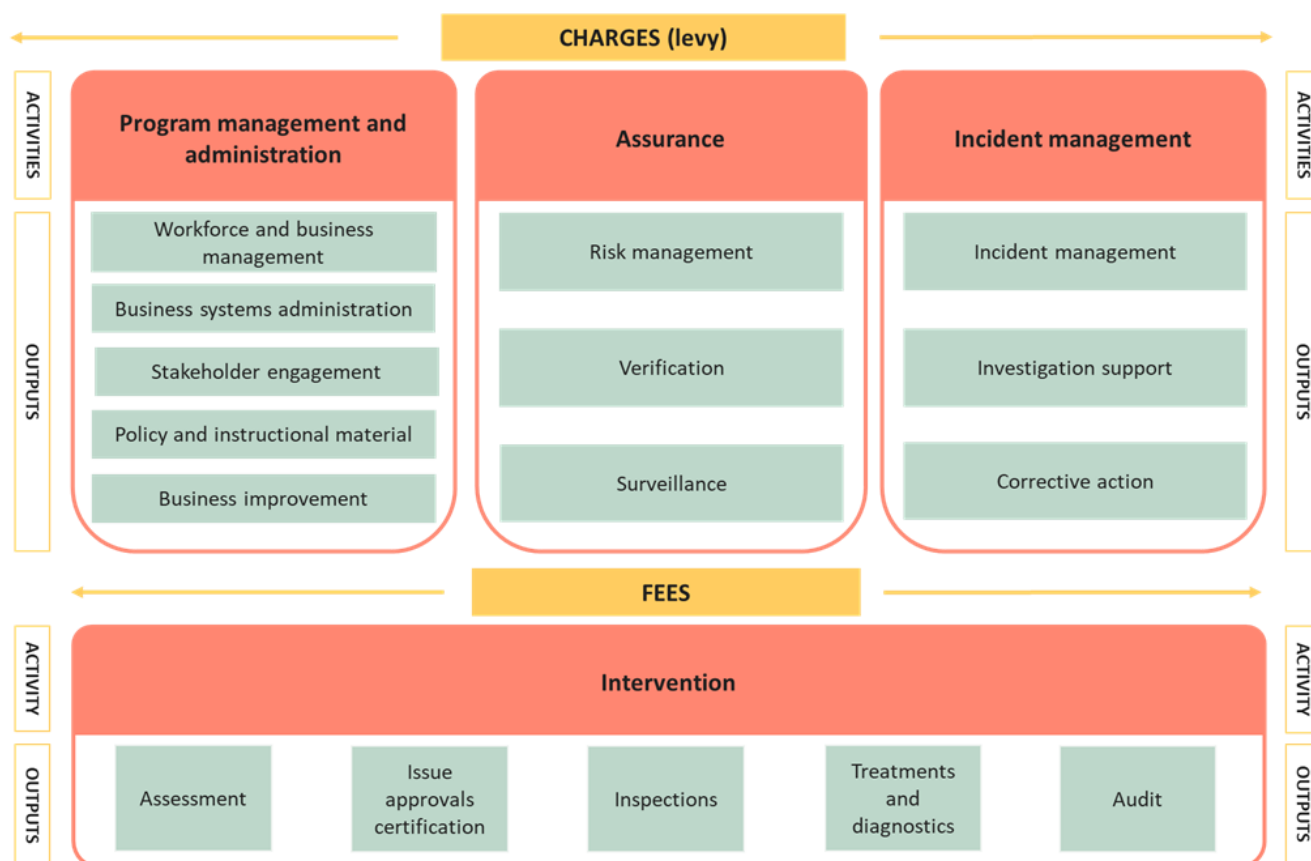 CHARGES (levy)
ACTIVITIES
Program management and
administration
Assurance
Incident management
ACTIVITIES
OUTPUTS
Workforce and business
management
Business systems administration
Stakeholder engagement
Policy and instructional material
Business improvement
Risk management
Verification
Surveillance
Incident management
Investigation support
Corrective action
OUTPUTS
FEES
ACTIVITY
Intervention
ACTIVITY
OUTPUTS
Assessment
Issue
approvals
certification
Inspections
Treatments
and
diagnostics
Audit
OUTPUTS